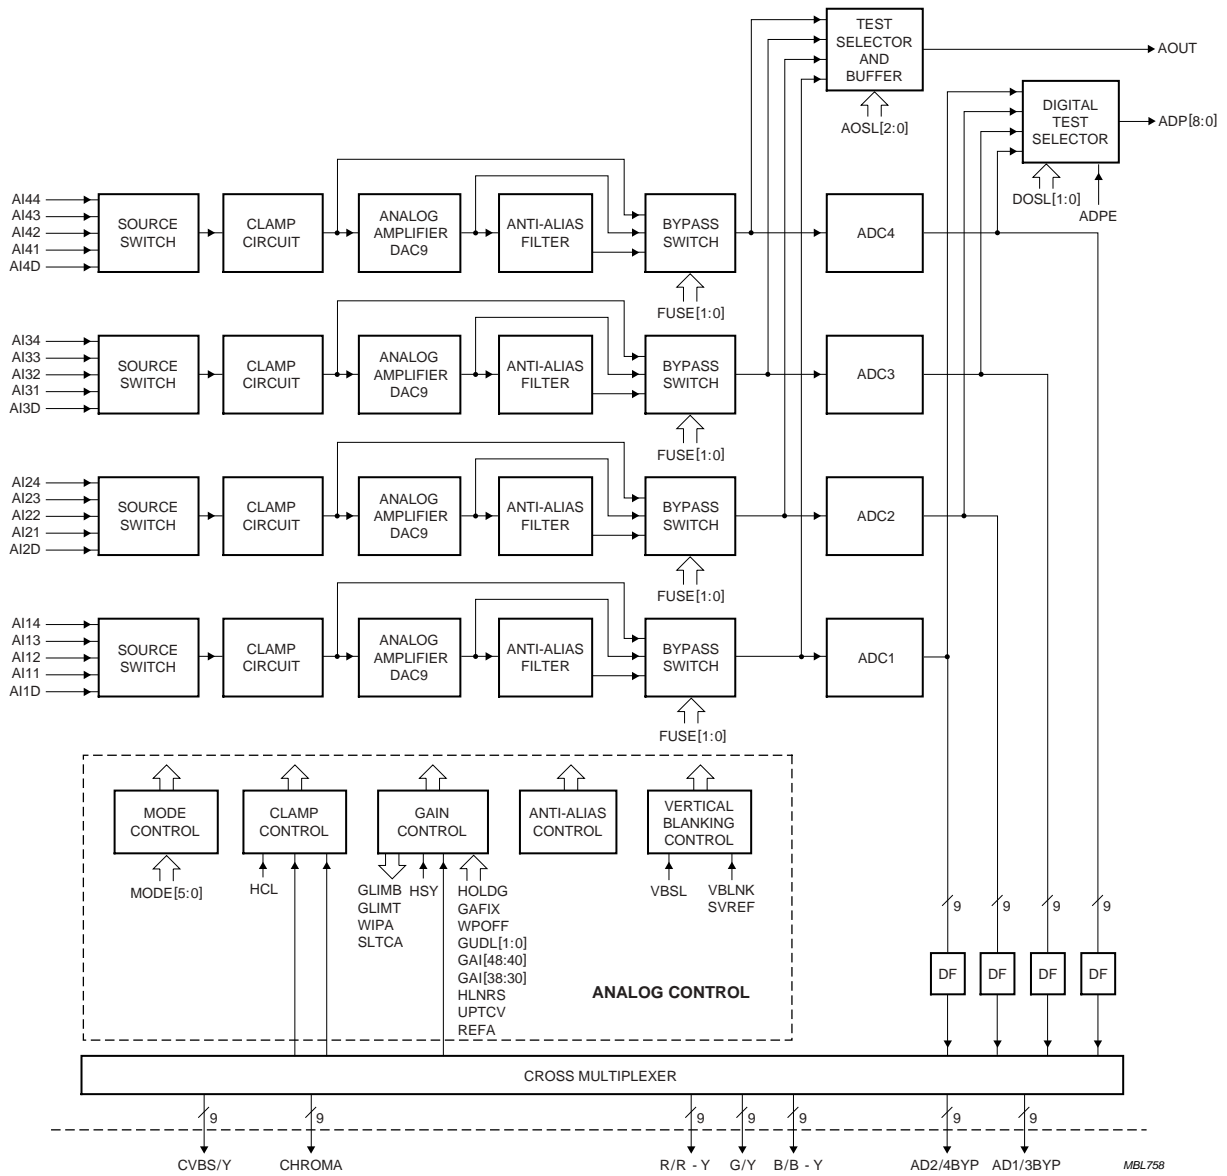 TEST
SELECTOR
AND
BUFFER
AOUT
AOSL[2:0]
DIGITAL
TEST
SELECTOR
ADP[8:0]
DOSL[1:0]
ADPE
AI44
AI43
AI42
AI41
AI4D
SOURCE
SWITCH
CLAMP
CIRCUIT
ANALOG
AMPLIFIER
DAC9
ANTI-ALIAS
FILTER
BYPASS
SWITCH
ADC4
FUSE[1:0]
AI34
AI33
AI32
AI31
AI3D
SOURCE
SWITCH
CLAMP
CIRCUIT
ANALOG
AMPLIFIER
DAC9
ANTI-ALIAS
FILTER
BYPASS
SWITCH
ADC3
FUSE[1:0]
AI24
AI23
AI22
AI21
AI2D
SOURCE
SWITCH
CLAMP
CIRCUIT
ANALOG
AMPLIFIER
DAC9
ANTI-ALIAS
FILTER
BYPASS
SWITCH
ADC2
FUSE[1:0]
AI14
AI13
AI12
AI11
AI1D
SOURCE
SWITCH
CLAMP
CIRCUIT
ANALOG
AMPLIFIER
DAC9
ANTI-ALIAS
FILTER
BYPASS
SWITCH
ADC1
FUSE[1:0]
MODE
CONTROL
MODE[5:0]
CLAMP
CONTROL
HCL
GAIN
CONTROL
GLIMB
GLIMT
WIPA
SLTCA
HSY
HOLDG
GAFIX
WPOFF
GUDL[1:0]
GAI[48:40]
GAI[38:30]
HLNRS
UPTCV
REFA
ANTI-ALIAS
CONTROL
VERTICAL
BLANKING
CONTROL
VBSL
VBLNK
SVREF
ANALOG CONTROL
9
9
9
9
DF
DF
DF
DF
CROSS MULTIPLEXER
9
9
9
9
9
9
9
CVBS/Y
CHROMA
R/R - Y
G/Y
B/B - Y
AD2/4BYP
AD1/3BYP
MBL758